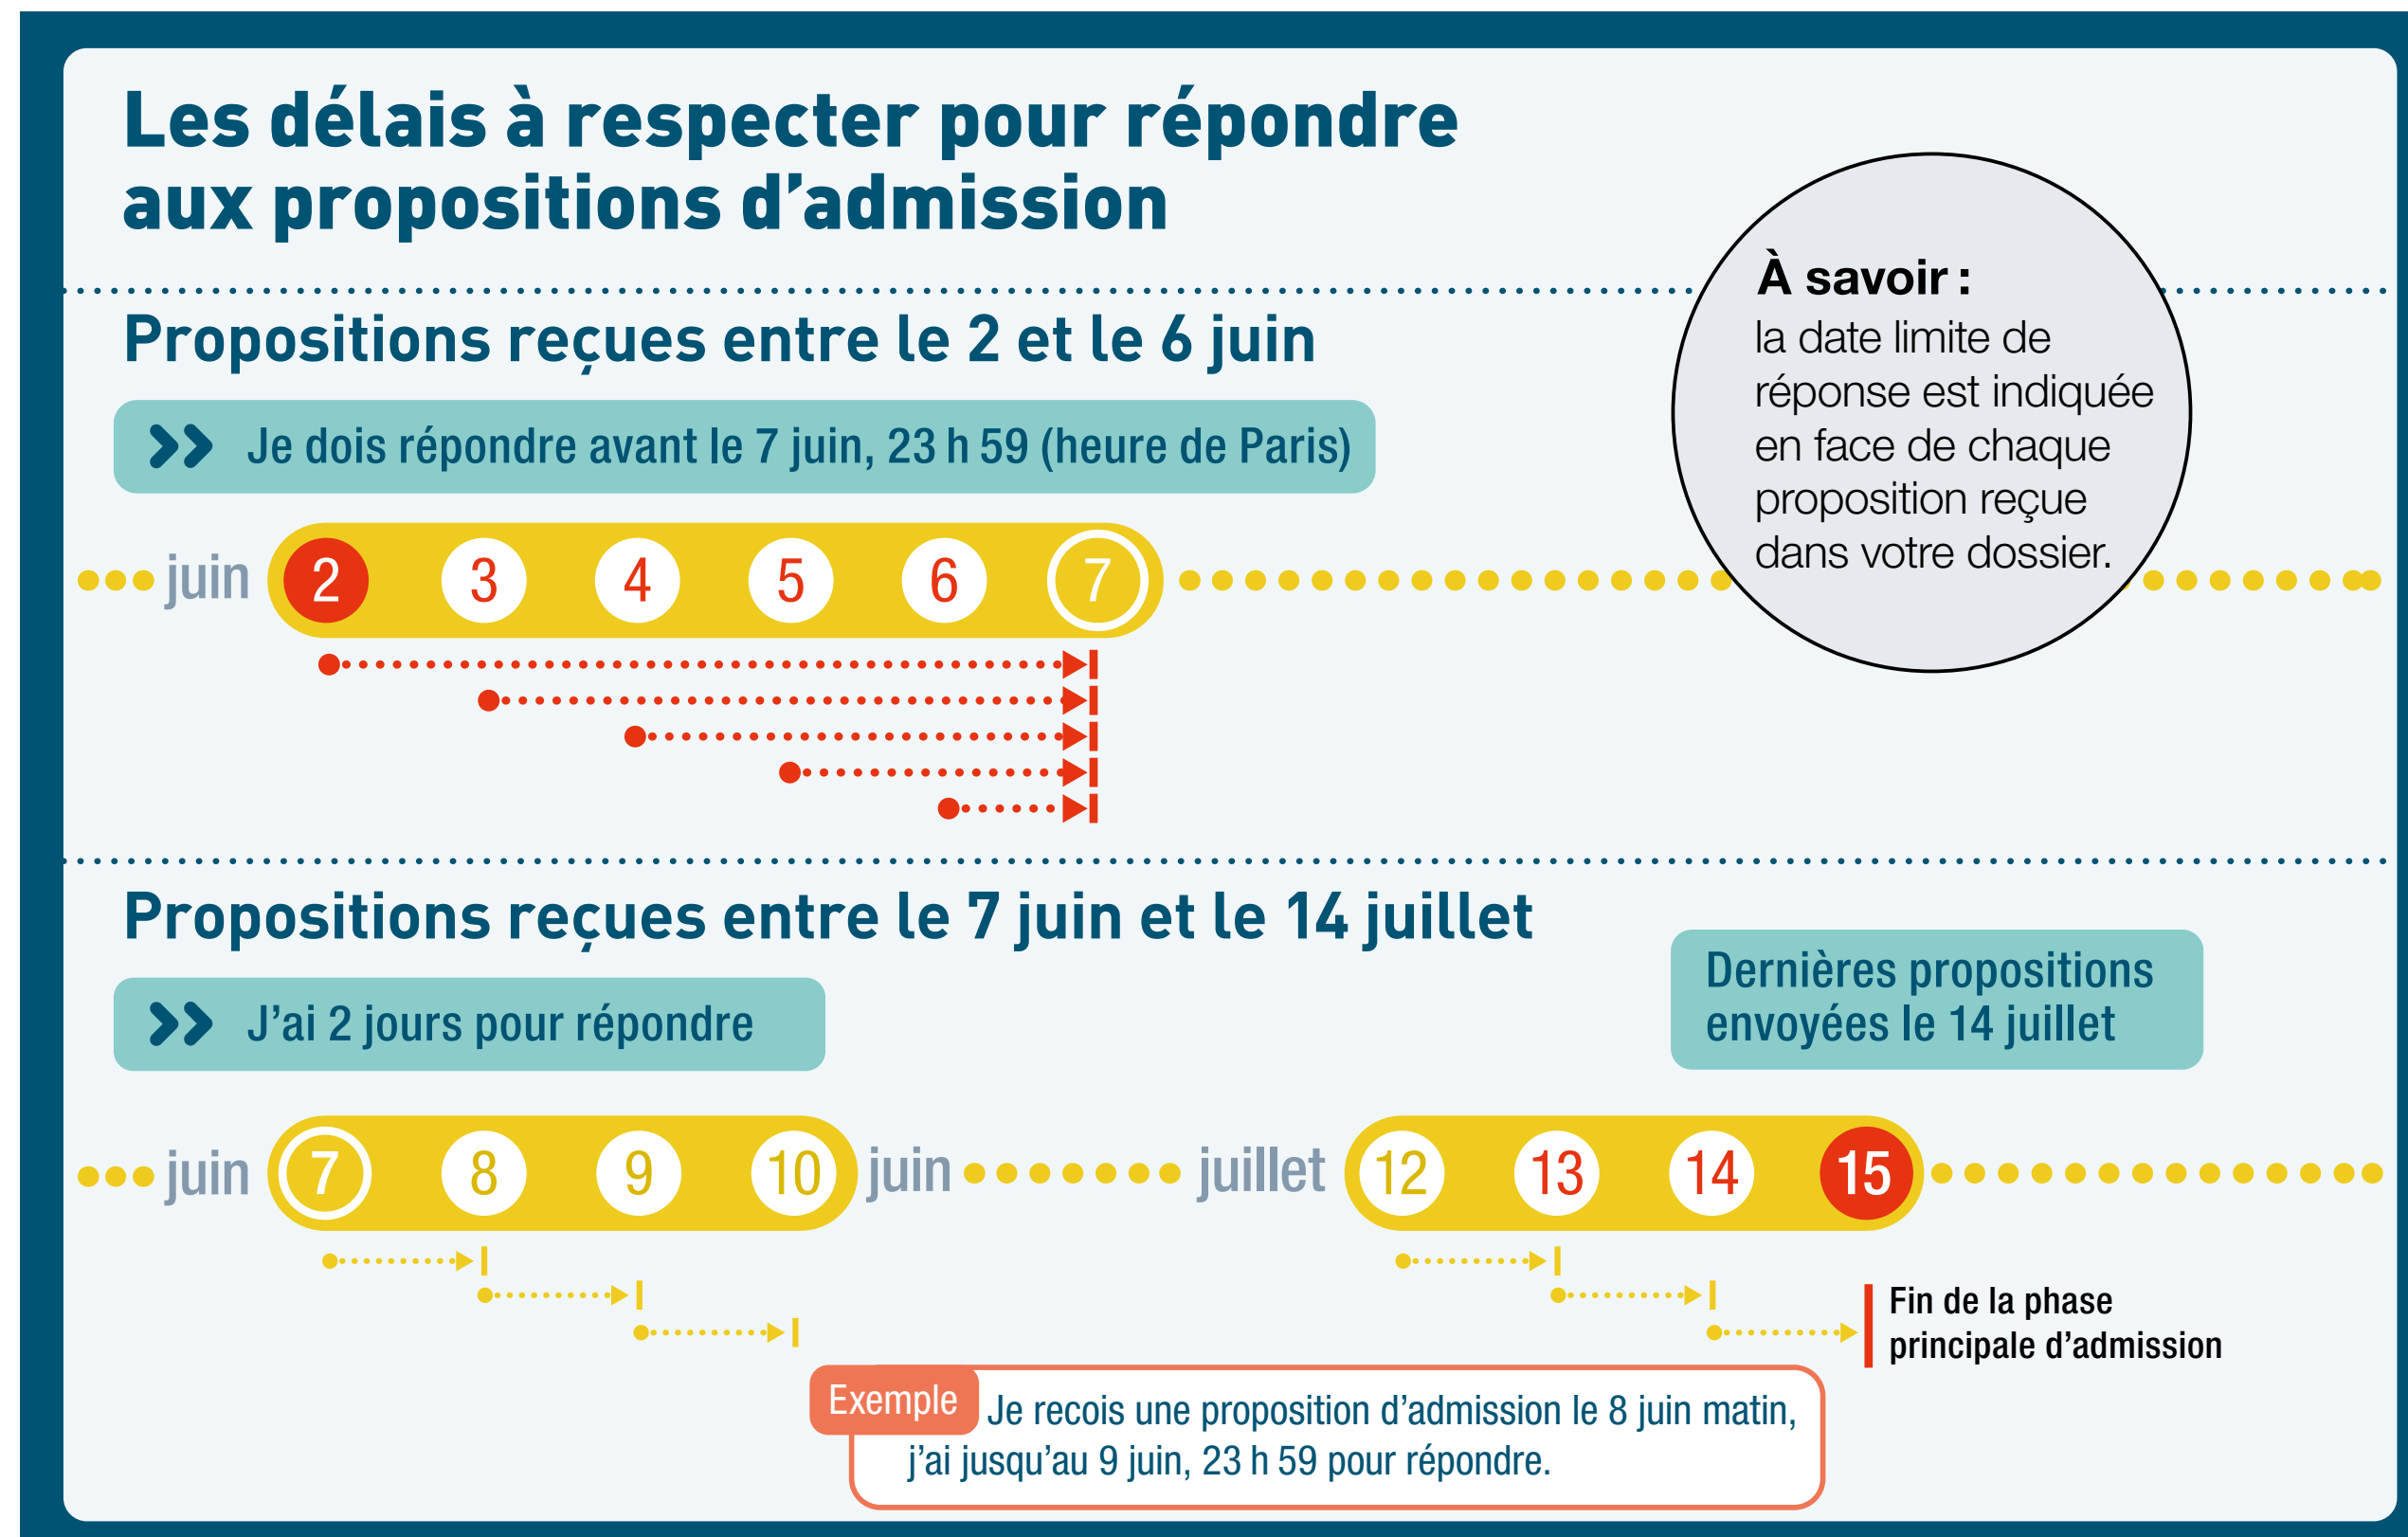 Les délais à respecter pour répondre
aux propositions d’admission
À savoir :
la date limite de
réponse est indiquée
en face de chaque
proposition reçue
dans votre dossier.
Propositions reçues entre le 2 et le 6 juin
Je dois répondre avant le 7 juin, 23 h 59 (heure de Paris)
juin 2 3 4 5 6 7
Propositions reçues entre le 7 juin et le 14 juillet
J’ai 2 jours pour répondre
Dernières propositions
envoyées le 14 juillet
juin 7 8 9 10 juin juillet 12 13 14 15
Fin de la phase
principale d’admission
Exemple Je recois une proposition d’admission le 8 juin matin,
j’ai jusqu’au 9 juin, 23 h 59 pour répondre.